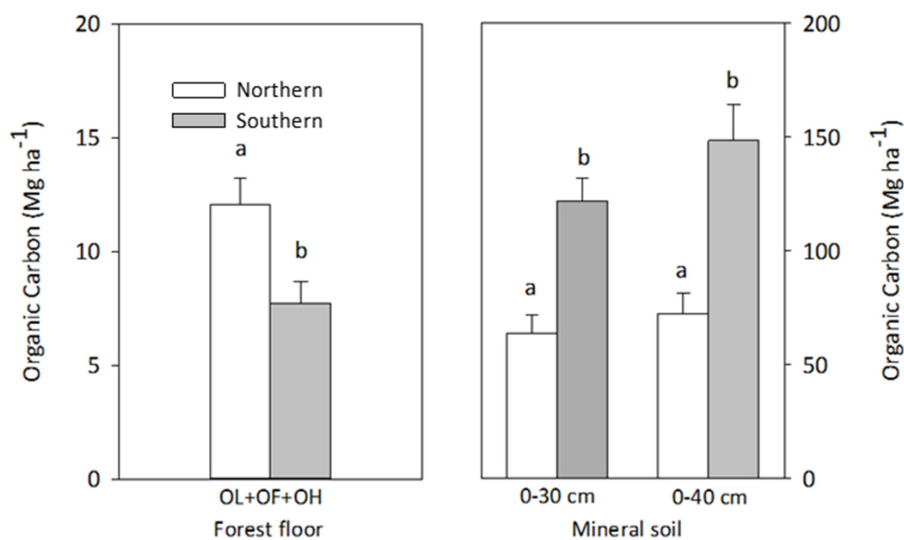 Organic Carbon (Mg ha⁻¹)
20
15
10
5
0
Northern
Southern
a
b
OL+OF+OH
Forest floor
a
b
a
b
0-30 cm
0-40 cm
Mineral soil
200
150
100
50
0
Organic Carbon (Mg ha⁻¹)